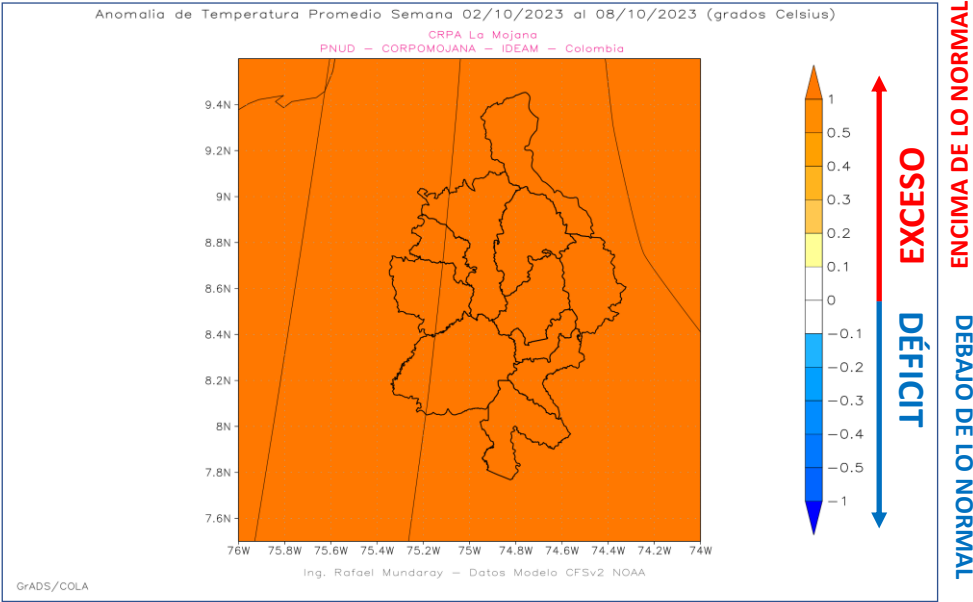 Anomalía de Temperatura Promedio Semana 02/10/2023 al 08/10/2023 (grados Celsius)
CRPA La Mojana
PNUD – CORPOMOJANA – IDEAM – Colombia
9.4N
9.2N
9N
8.8N
8.6N
8.4N
8.2N
8N
7.8N
7.6N
76W 75.8W 75.6W 75.4W 75.2W 75W 74.8W 74.6W 74.4W 74.2W 74W
1
0.5
0.4
0.3
0.2
0.1
0
−0.1
−0.2
−0.3
−0.4
−0.5
−1
EXCESO
DÉFICIT
ENCIMA DE LO NORMAL
DEBAJO DE LO NORMAL
Ing. Rafael Mundaray – Datos Modelo CFSv2 NOAA
GrADS/COLA